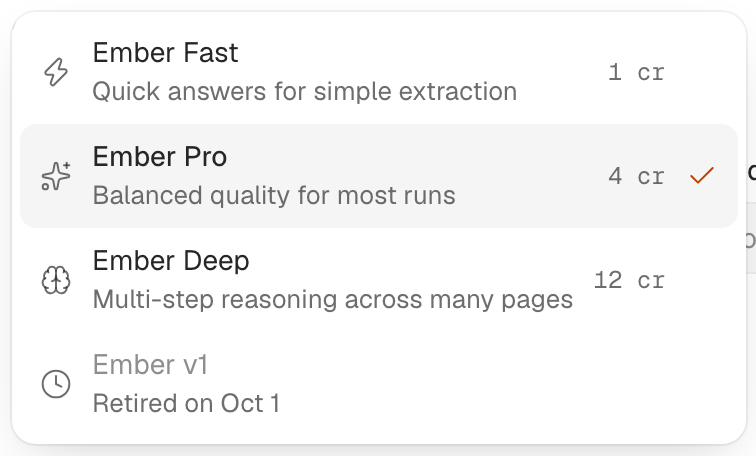 Ember Fast
Quick answers for simple extraction
1 cr
Ember Pro
Balanced quality for most runs
4 cr
Ember Deep
Multi-step reasoning across many pages
12 cr
Ember v1
Retired on Oct 1